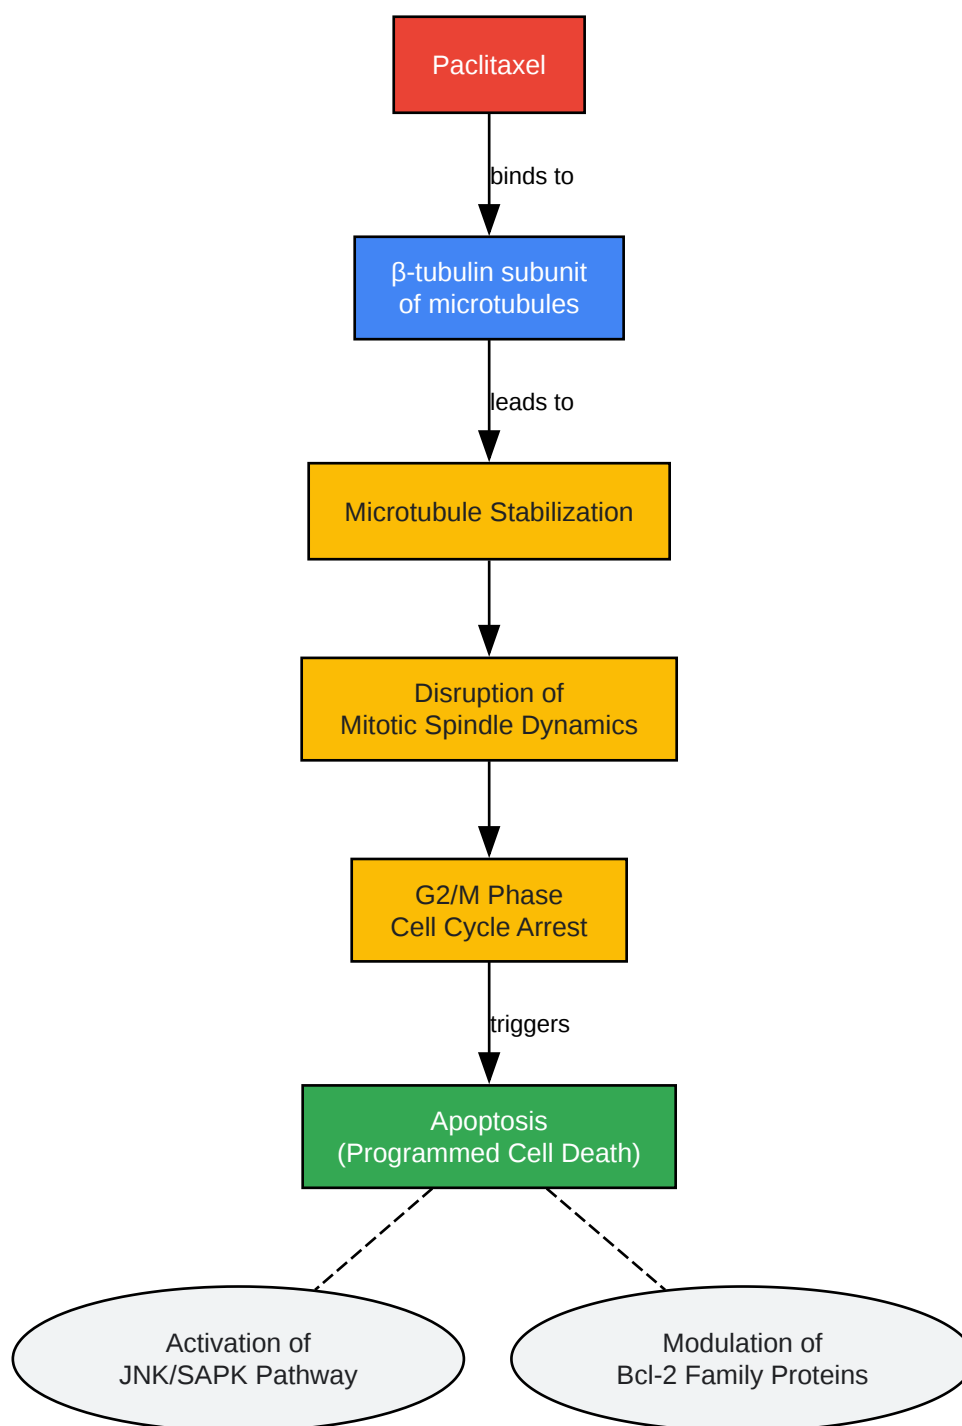 Paclitaxel
binds to
β-tubulin subunit
of microtubules
leads to
Microtubule Stabilization
Disruption of
Mitotic Spindle Dynamics
G2/M Phase
Cell Cycle Arrest
triggers
Apoptosis
(Programmed Cell Death)
Activation of
JNK/SAPK Pathway
Modulation of
Bcl-2 Family Proteins